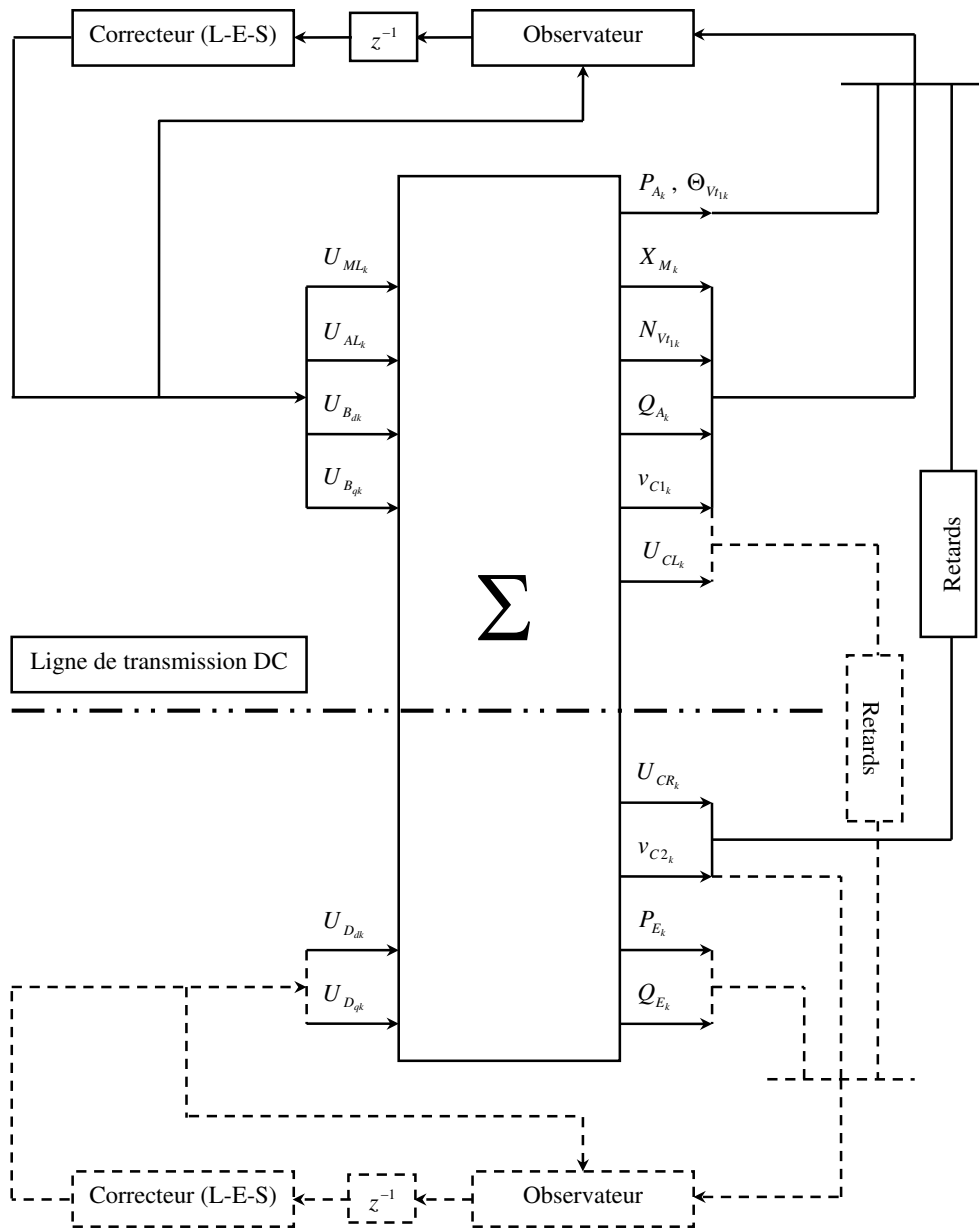 Correcteur (L-E-S)
z⁻¹
Observateur
P_{A_k} , Θ_{Vt_{1k}}
U_{ML_k}
X_{M_k}
U_{AL_k}
N_{Vt_{1k}}
U_{B_{dk}}
Q_{A_k}
U_{B_{qk}}
v_{C1_k}
U_{CL_k}
Retards
Σ
Ligne de transmission DC
Retards
U_{CR_k}
v_{C2_k}
U_{D_{dk}}
P_{E_k}
U_{D_{qk}}
Q_{E_k}
Correcteur (L-E-S)
z⁻¹
Observateur